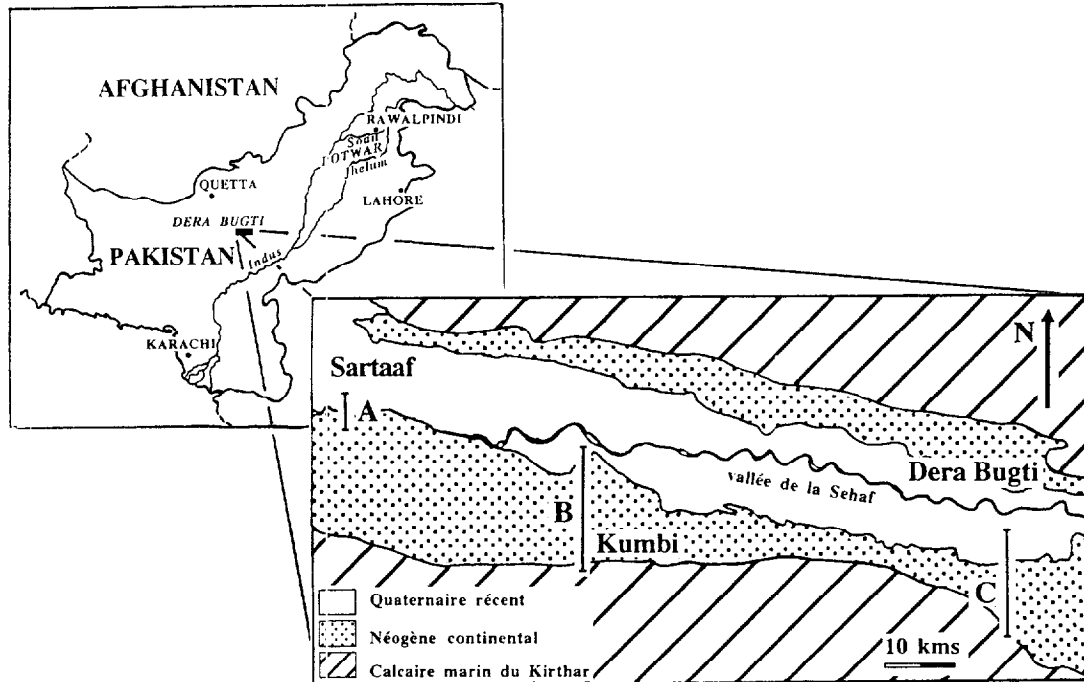 AFGHANISTAN
RAWALPINDI
Soan
POTWAR
Jhelum
QUETTA
LAHORE
DERA BUGTI
PAKISTAN
Indus
KARACHI
N
Sartaaf
A
Dera Bugti
vallée de la Sehaf
B
Kumbi
C
Quaternaire récent
Néogène continental
10 kms
Calcaire marin du Kirthar